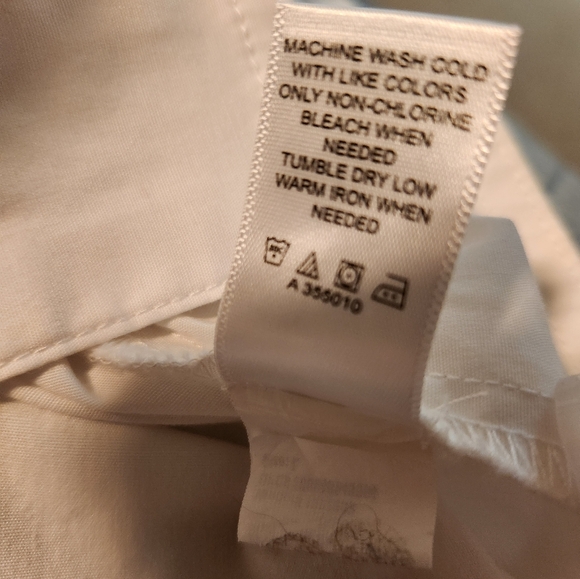 MACHINE WASH COLD
WITH LIKE COLORS
ONLY NON-CHLORINE
BLEACH WHEN
NEEDED
TUMBLE DRY LOW
WARM IRON WHEN
NEEDED
A 355010